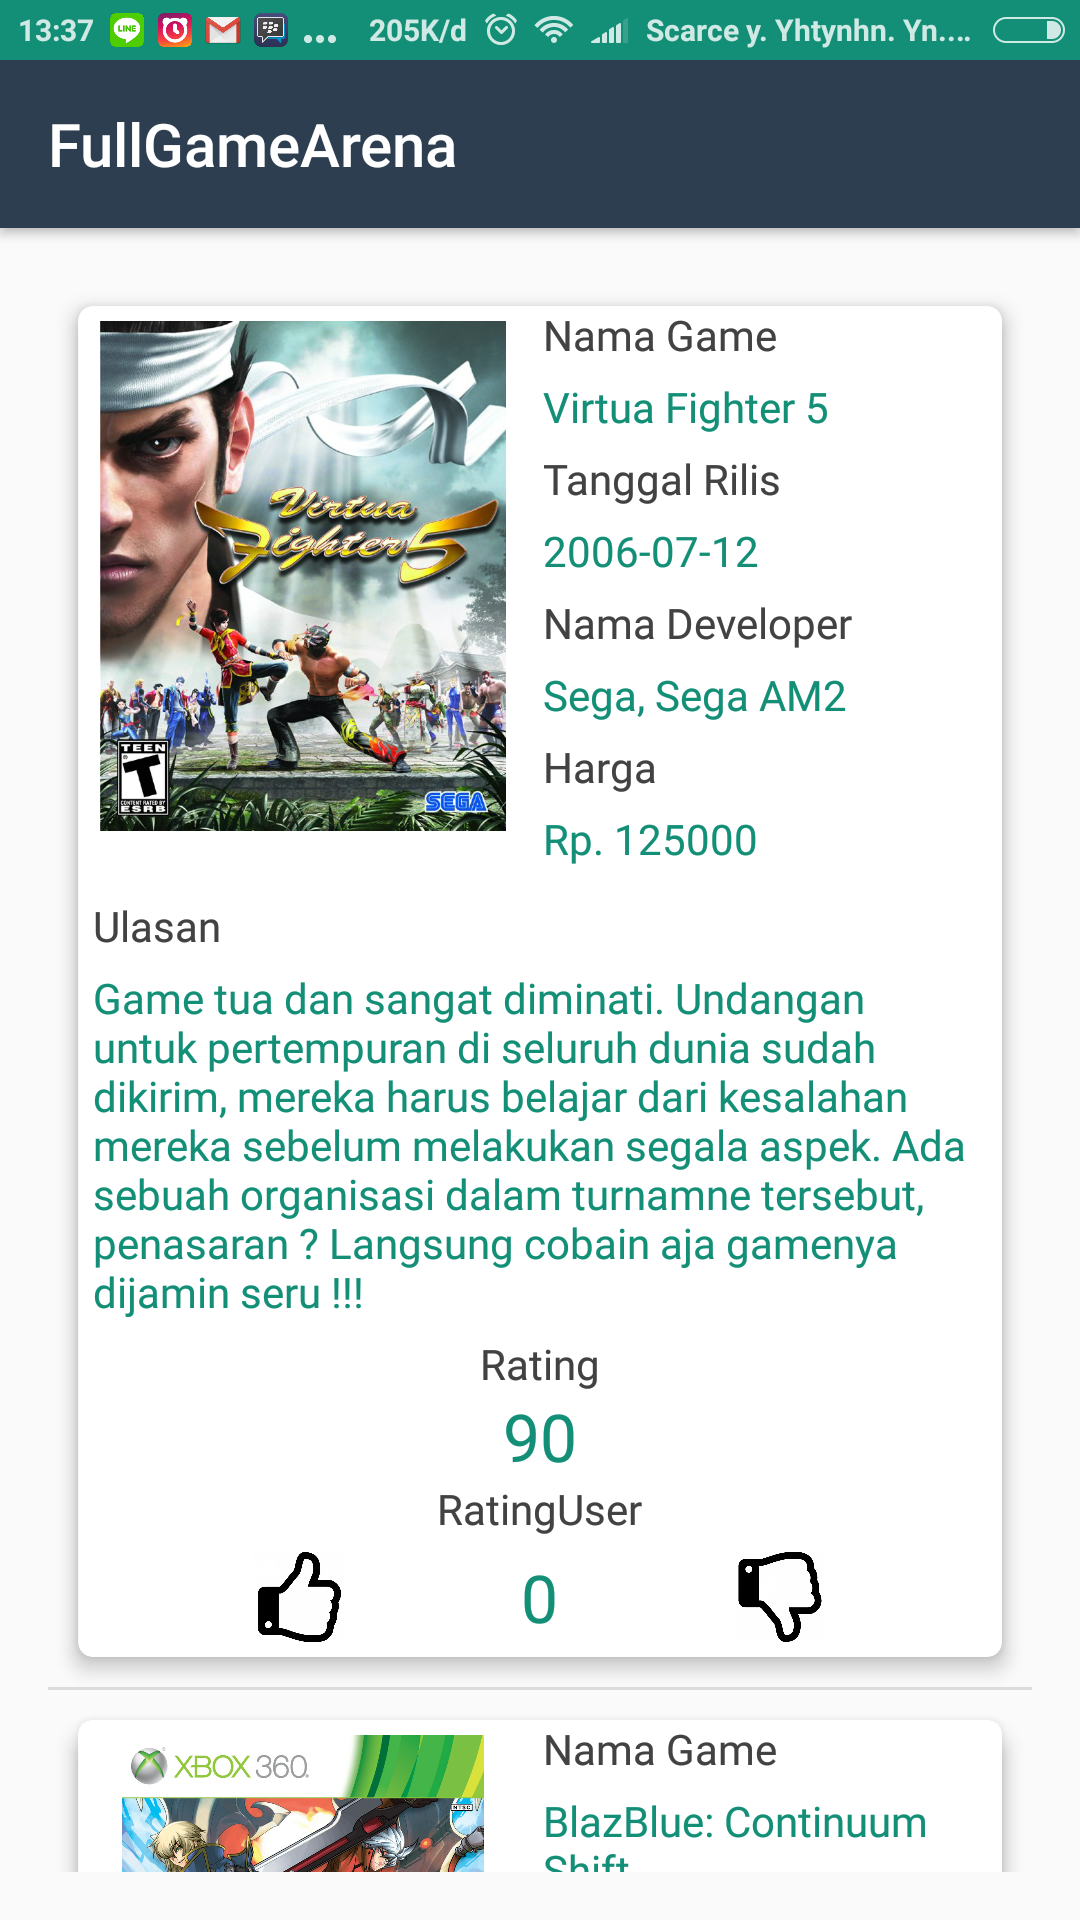 13:37 LINE ... 205K/d Scarce y. Yhtynhn. Yn....
FullGameArena
Virtua
Fighter 5
TEEN
T
CONTENT RATED BY
ESRB
SEGA
Nama Game
Virtua Fighter 5
Tanggal Rilis
2006-07-12
Nama Developer
Sega, Sega AM2
Harga
Rp. 125000
Ulasan
Game tua dan sangat diminati. Undangan
untuk pertempuran di seluruh dunia sudah
dikirim, mereka harus belajar dari kesalahan
mereka sebelum melakukan segala aspek. Ada
sebuah organisasi dalam turnamne tersebut,
penasaran ? Langsung cobain aja gamenya
dijamin seru !!!
Rating
90
RatingUser
0
XBOX 360.
NTSC
Nama Game
BlazBlue: Continuum
Shift